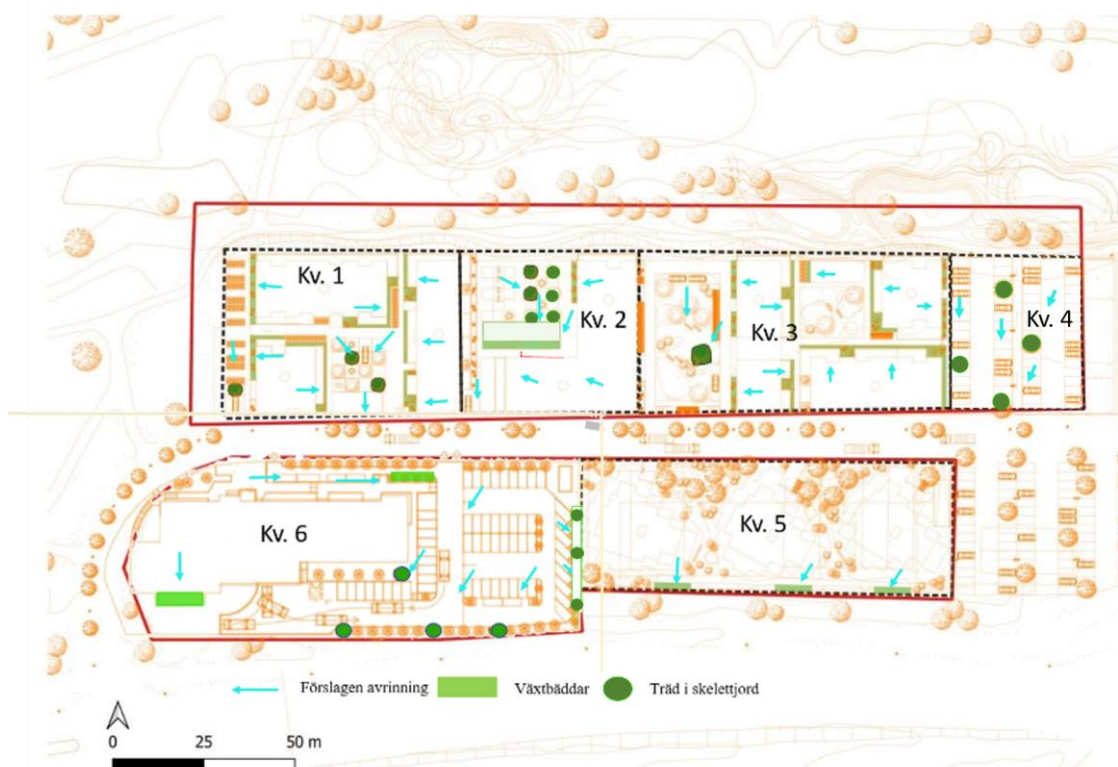 Kv. 1
Kv. 2
Kv. 3
Kv. 4
Kv. 5
Kv. 6
Förslagen avrinning
Växtbäddar
Träd i skelettjord
0 25 50 m